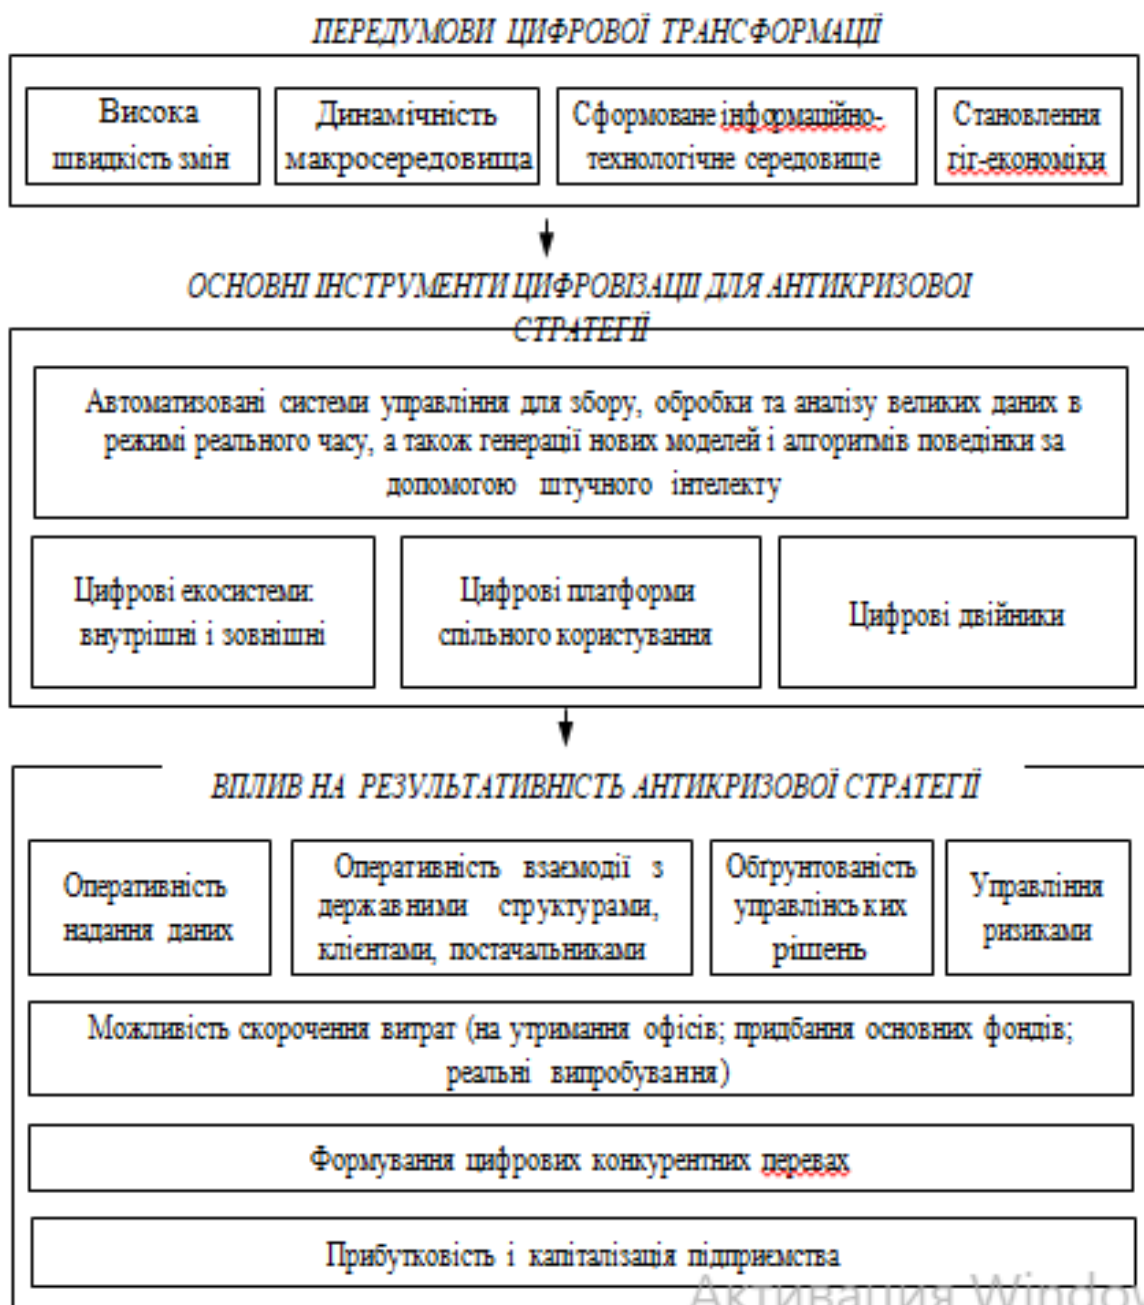 ПЕРЕДУМОВИ ЦИФРОВОЇ ТРАНСФОРМАЦІЇ
Висока
швидкість змін
Динамічність
макросередовища
Сформоване інформаційно-
технологічне середовище
Становлення
гіг-економіки
ОСНОВНІ ІНСТРУМЕНТИ ЦИФРОВІЗАЦІЇ ДЛЯ АНТИКРИЗОВОЇ
СТРАТЕГІЇ
Автоматизовані системи управління для збору, обробки та аналізу великих даних в
режимі реального часу, а також генерації нових моделей і алгоритмів поведінки за
допомогою штучного інтелекту
Цифрові екосистеми:
внутрішні і зовнішні
Цифрові платформи
спільного користування
Цифрові двійники
ВПЛИВ НА РЕЗУЛЬТАТИВНІСТЬ АНТИКРИЗОВОЇ СТРАТЕГІЇ
Оперативність
надання даних
Оперативність взаємодії з
державними структурами,
клієнтами, постачальниками
Обґрунтованість
управлінських
рішень
Управління
ризиками
Можливість скорочення витрат (на утримання офісів; придбання основних фондів;
реальні випробування)
Формування цифрових конкурентних перевах
Прибутковість і капіталізація підприємства
Активация Window